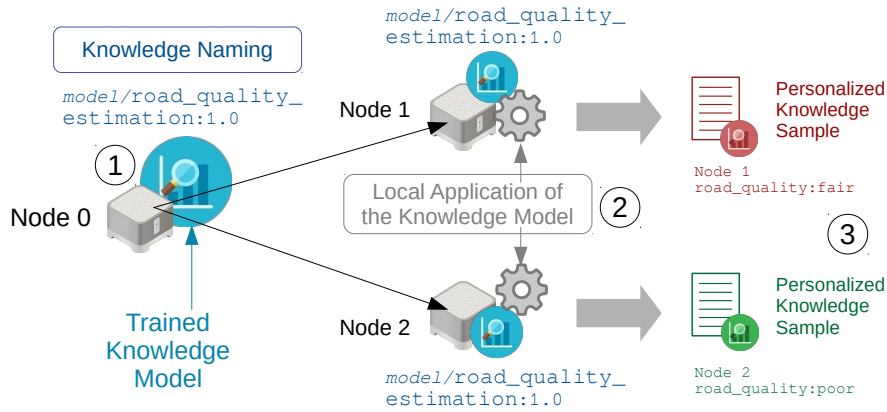 Knowledge Naming
model/road_quality_
estimation:1.0
1
Node 0
Trained
Knowledge
Model
model/road_quality_
estimation:1.0
Node 1
Local Application of
the Knowledge Model
2
Node 2
model/road_quality_
estimation:1.0
Personalized
Knowledge
Sample
Node 1
road_quality:fair
3
Personalized
Knowledge
Sample
Node 2
road_quality:poor